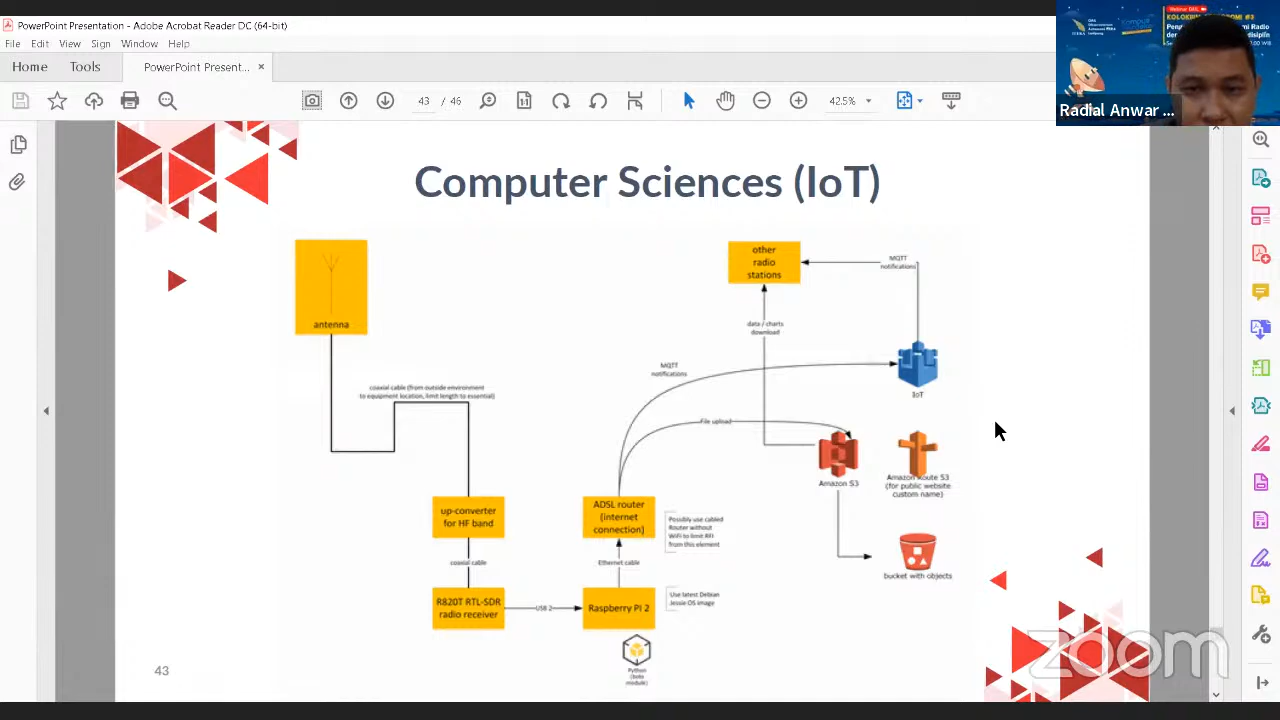 PowerPoint Presentation - Adobe Acrobat Reader DC (64-bit)
File Edit View Sign Window Help
Home Tools PowerPoint Present... ×
43 / 46 42.5%
Webinar
KOLOKIUM #3
Radial Anwar ...
Computer Sciences (IoT)
antenna
coaxial cable (from outside environment
to equipment location, limit length to essential)
up-converter
for HF band
coaxial cable
R820T RTL-SDR
radio receiver
USB 2
Raspberry PI 2
Use latest Debian
Jessie OS image
Python
(boto
module)
Ethernet cable
ADSL router
(internet
connection)
Possibly use cabled
Router without
WiFi to limit RFI
from this element
MQTT
notifications
File upload
other
radio
stations
data / charts
download
MQTT
notifications
IoT
Amazon S3
Amazon Route S3
(for public website
custom name)
bucket with objects
43
zoom